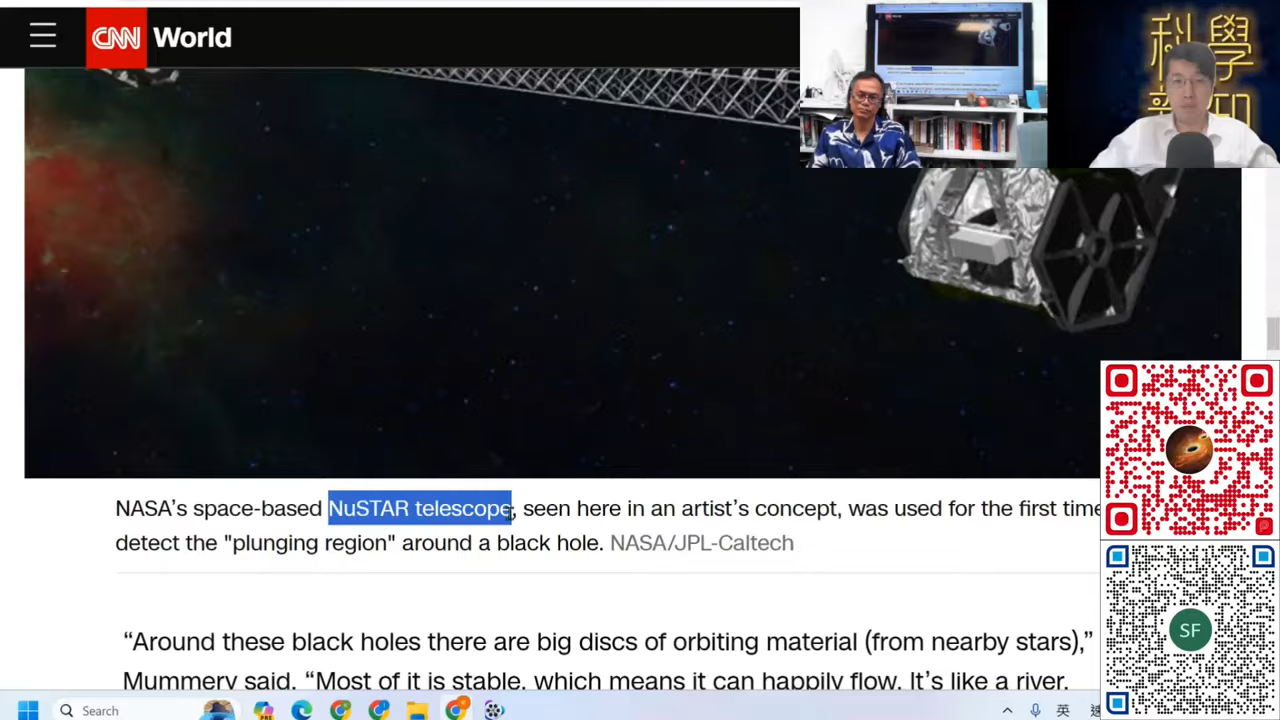 CNN World
科學
NASA's space-based NuSTAR telescope, seen here in an artist's concept, was used for the first time
detect the "plunging region" around a black hole. NASA/JPL-Caltech
“Around these black holes there are big discs of orbiting material (from nearby stars),”
Mummery said. “Most of it is stable, which means it can happily flow. It's like a river,
SF
Search
英